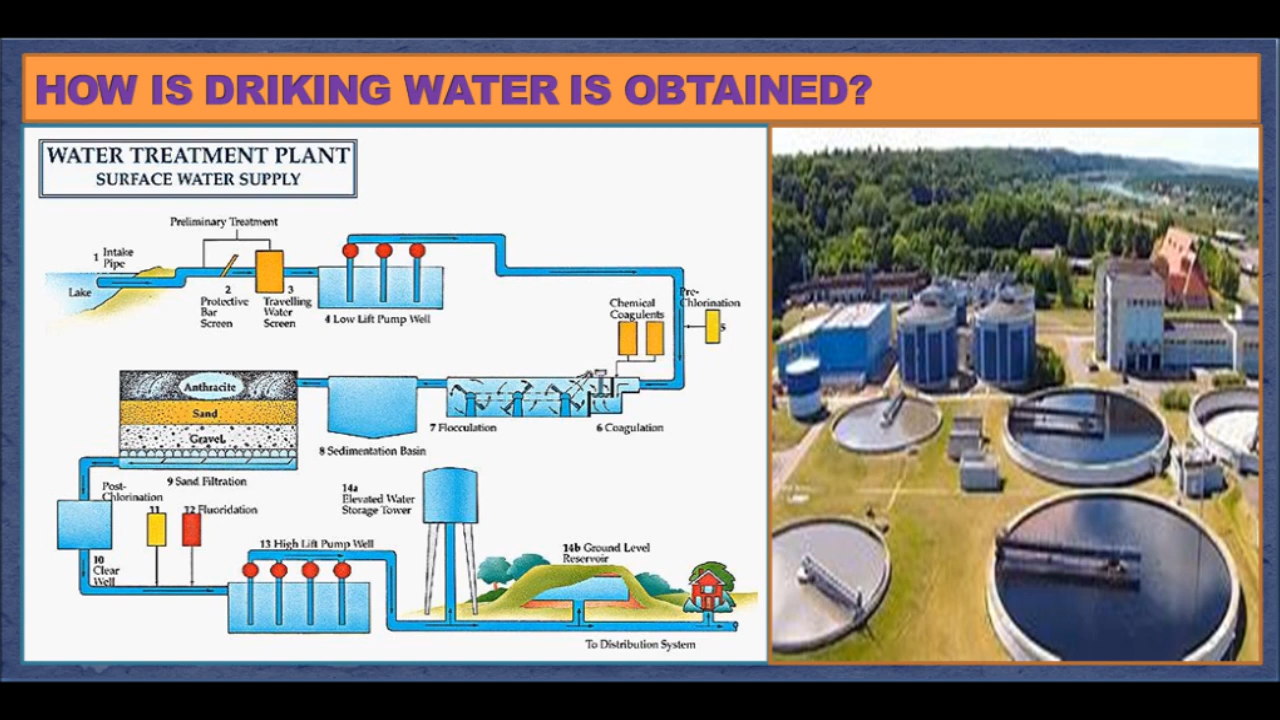 HOW IS DRIKING WATER IS OBTAINED?
WATER TREATMENT PLANT
SURFACE WATER SUPPLY
Preliminary Treatment
1 Intake
Pipe
Lake
2
Protective
Bar
Screen
3
Travelling
Water
Screen
4 Low Lift Pump Well
Chemical
Coagulents
Pre-
Chlorination
5
Anthracite
Sand
Gravel
9 Sand Filtration
8 Sedimentation Basin
7 Flocculation
6 Coagulation
Post-
Chlorination
11
12 Fluoridation
10
Clear
Well
13 High Lift Pump Well
14a
Elevated Water
Storage Tower
14b Ground Level
Reservoir
To Distribution System